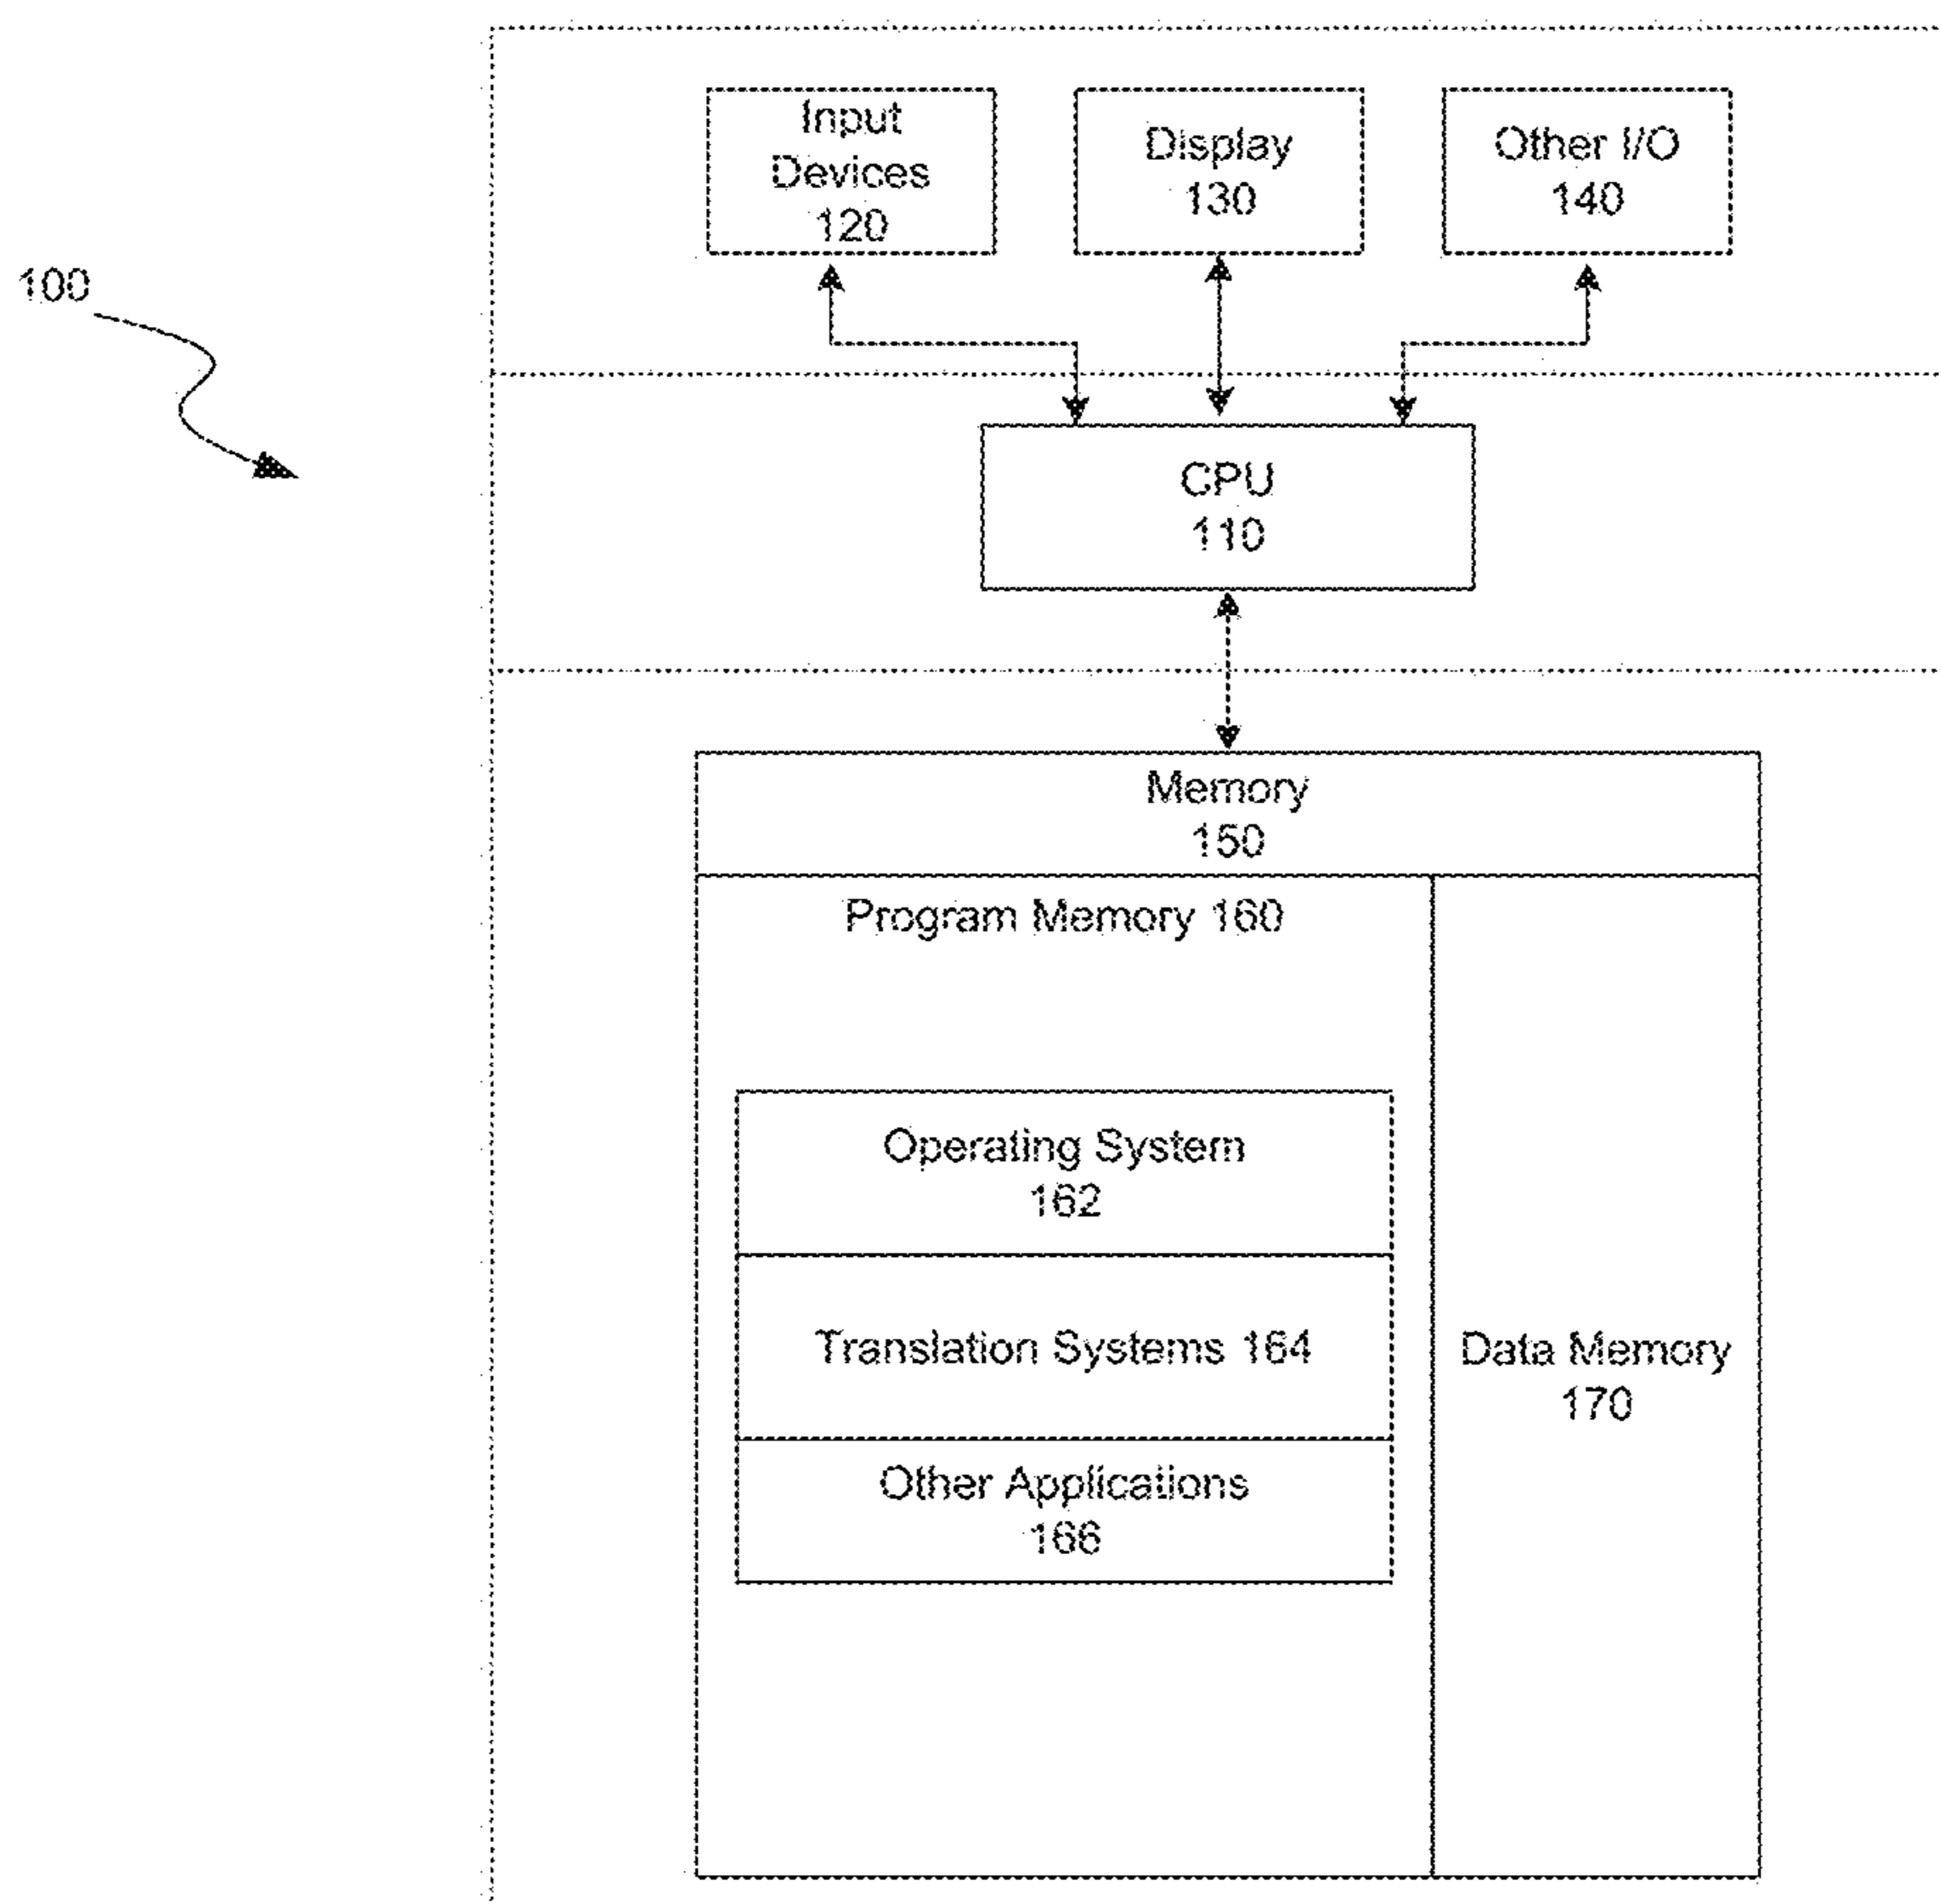 Input
Devices
120
Display
130
Other I/O
140
100
CPU
110
Memory
150
Program Memory 160
Operating System
162
Translation Systems 164
Other Applications
166
Data Memory
170